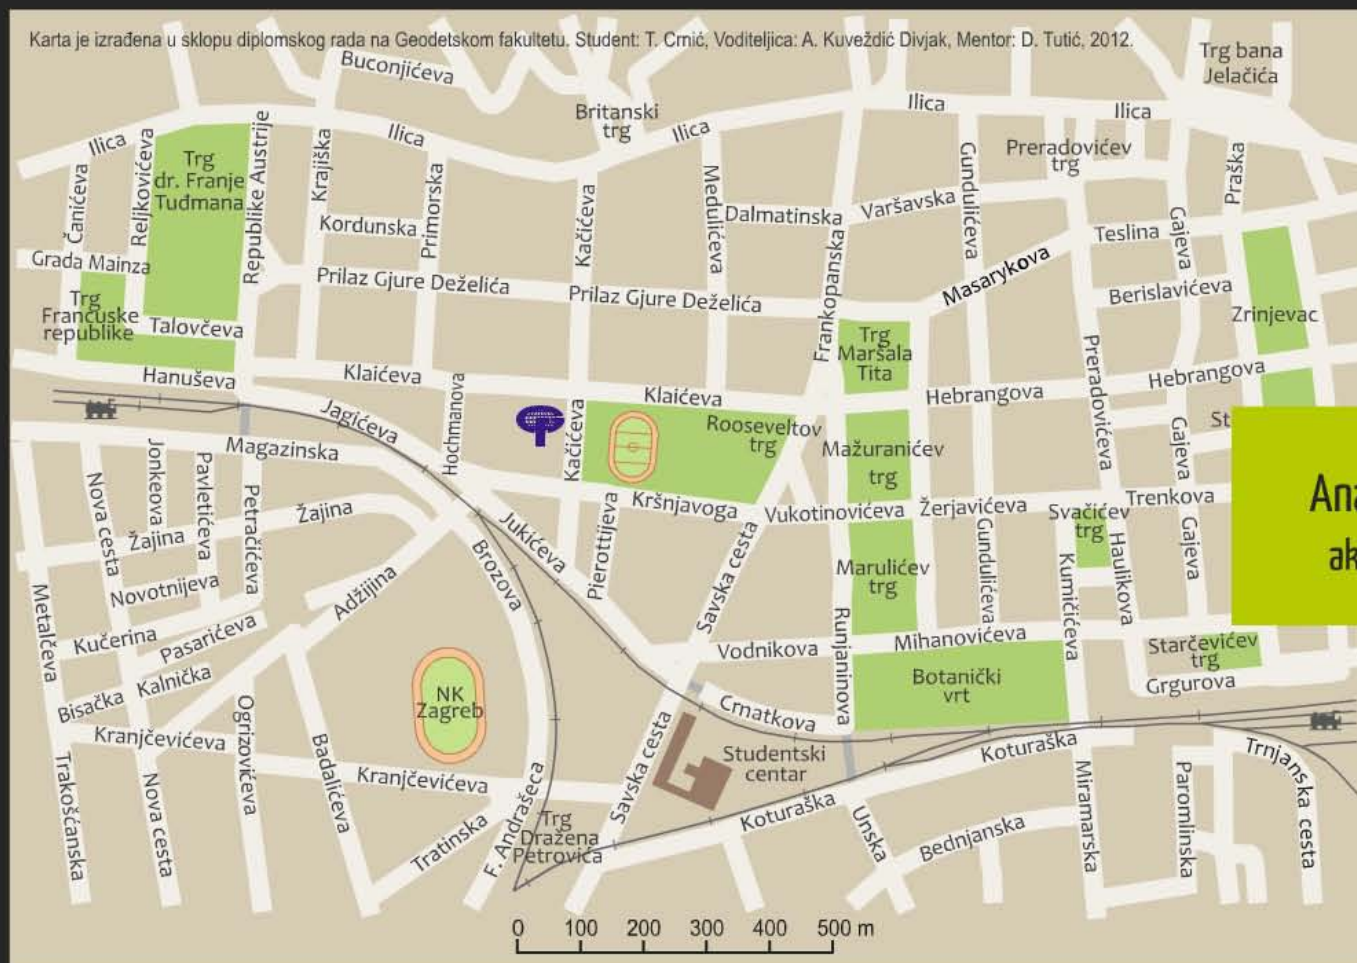 Karta je izrađena u sklopu diplomskog rada na Geodetskom fakultetu. Student: T. Crnić, Voditeljica: A. Kuveždić Divjak, Mentor: D. Tutić, 2012.
Trg bana
Jelačića
Buconjićeva
Britanski
trg
Ilica
Ilica
Ilica
Ilica
Ilica
Preradovićev
trg
Trg
dr. Franje
Tuđmana
Čanićeva
Reljkovićeva
Republike Austrije
Krajiška
Primorska
Kordunska
Kačićeva
Medulićeva
Dalmatinska
Varšavska
Frankopanska
Gundulićeva
Masarykova
Teslina
Gajeva
Praška
Grada Mainza
Prilaz Gjure Deželića
Prilaz Gjure Deželića
Berislavićeva
Zrinjevac
Trg
Francuske
republike
Talovčeva
Trg
Maršala
Tita
Preradovićeva
Hanuševa
Klaićeva
Klaićeva
Hebrangova
Hebrangova
Jagićeva
Hochmanova
Kačićeva
Rooseveltov
trg
Mažuranićev
trg
Gajeva
St
Magazinska
Nova cesta
Jonkeova
Pavletićeva
Petračićeva
Kršnjavoga
Vukotinovićeva
Žerjavićeva
Svačićev
trg
Trenkova
Ana
ak
Žajina
Žajina
Jukićeva
Pierottijeva
Brozova
Savska cesta
Marulićev
trg
Gundulićeva
Haulikova
Gajeva
Kumičićeva
Metalčeva
Novotnijeva
Adžijina
Kučerina
Pasarićeva
Runjaninova
Vodnikova
Mihanovićeva
Starčevićev
trg
Bisačka
Kalnička
NK
Zagreb
Botanički
vrt
Grgurova
Kranjčevićeva
Ogrizovićeva
Badalićeva
Crnatkova
Studentski
centar
Koturaška
Trnjanska cesta
Trakošćanska
Nova cesta
Kranjčevićeva
Savska cesta
Koturaška
Miramarska
Paromlinska
Tratinska
F. Andrašeca
Trg
Dražena
Petrovića
Unska
Bednjanska
0 100 200 300 400 500 m